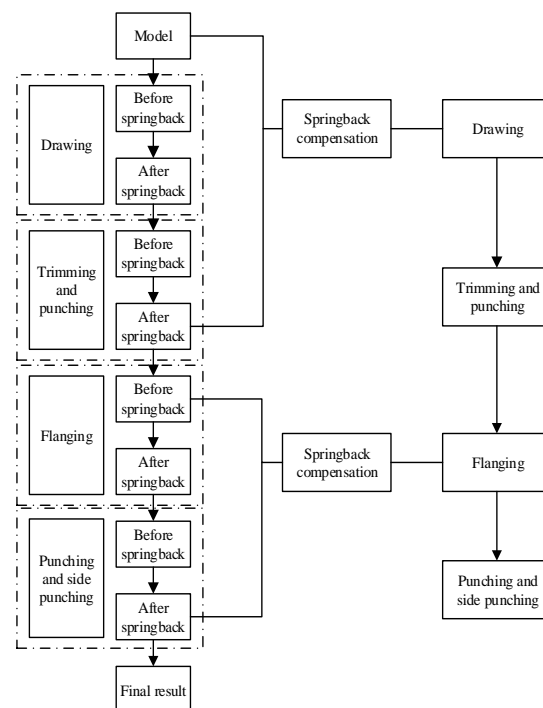 Model
Drawing
Before
springback
After
springback
Trimming
and
punching
Before
springback
After
springback
Flanging
Before
springback
After
springback
Punching
and side
punching
Before
springback
After
springback
Final result
Springback
compensation
Springback
compensation
Drawing
Trimming and
punching
Flanging
Punching and
side punching